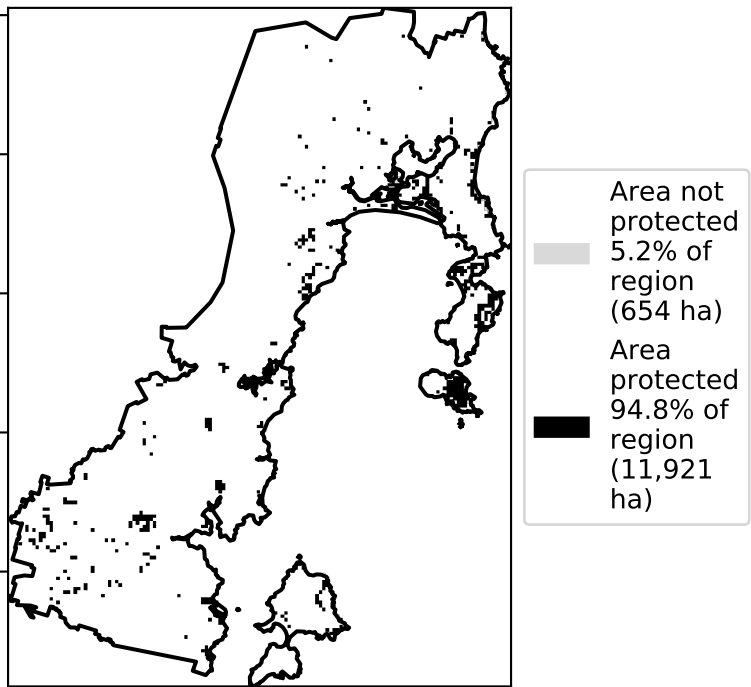 Area not
protected
5.2% of
region
(654 ha)
Area
protected
94.8% of
region
(11,921
ha)